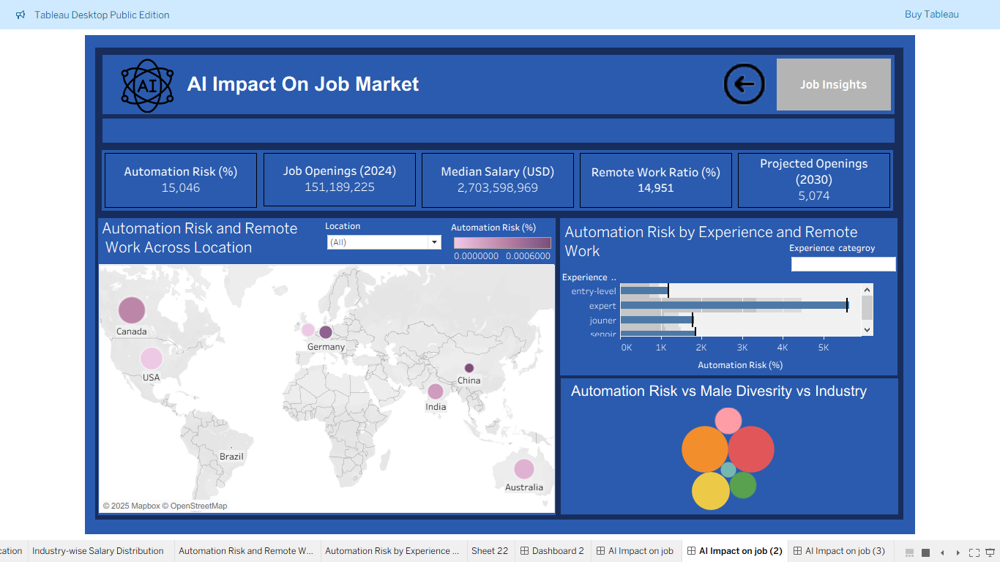 Tableau Desktop Public Edition
Buy Tableau
AI
AI Impact On Job Market
Job Insights
Automation Risk (%)
15,046
Job Openings (2024)
151,189,225
Median Salary (USD)
2,703,598,969
Remote Work Ratio (%)
14,951
Projected Openings
(2030)
5,074
Automation Risk and Remote
Work Across Location
Location
(All)
Automation Risk (%)
0.0000000 0.0006000
Canada
USA
Germany
China
India
Brazil
Australia
© 2025 Mapbox © OpenStreetMap
Automation Risk by Experience and Remote
Work
Experience categroy
Experience ..
entry-level
expert
jouner
senoir
0K 1K 2K 3K 4K 5K
Automation Risk (%)
Automation Risk vs Male Divesrity vs Industry
cation
Industry-wise Salary Distribution
Automation Risk and Remote W...
Automation Risk by Experience ...
Sheet 22
Dashboard 2
AI Impact on job
AI Impact on job (2)
AI Impact on job (3)